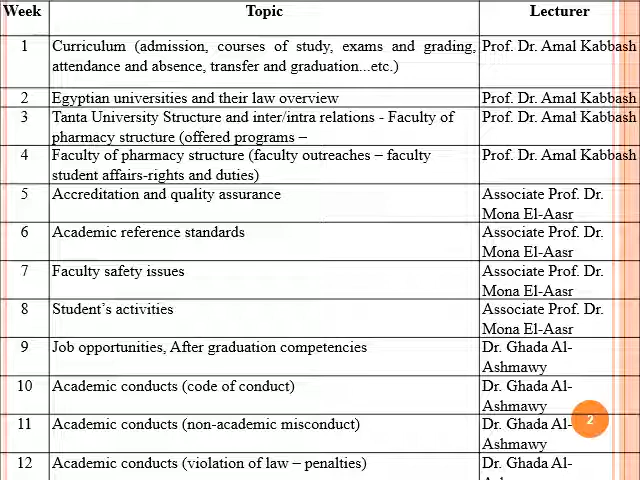 Week Topic Lecturer
1 Curriculum (admission, courses of study, exams and grading, Prof. Dr. Amal Kabbash
attendance and absence, transfer and graduation...etc.)
2 Egyptian universities and their law overview Prof. Dr. Amal Kabbash
3 Tanta University Structure and inter/intra relations - Faculty of Prof. Dr. Amal Kabbash
pharmacy structure (offered programs –
4 Faculty of pharmacy structure (faculty outreaches – faculty Prof. Dr. Amal Kabbash
student affairs-rights and duties)
5 Accreditation and quality assurance Associate Prof. Dr.
Mona El-Aasr
6 Academic reference standards Associate Prof. Dr.
Mona El-Aasr
7 Faculty safety issues Associate Prof. Dr.
Mona El-Aasr
8 Student’s activities Associate Prof. Dr.
Mona El-Aasr
9 Job opportunities, After graduation competencies Dr. Ghada Al-
Ashmawy
10 Academic conducts (code of conduct) Dr. Ghada Al-
Ashmawy
11 Academic conducts (non-academic misconduct) Dr. Ghada Al-
Ashmawy
2
12 Academic conducts (violation of law – penalties) Dr. Ghada Al-